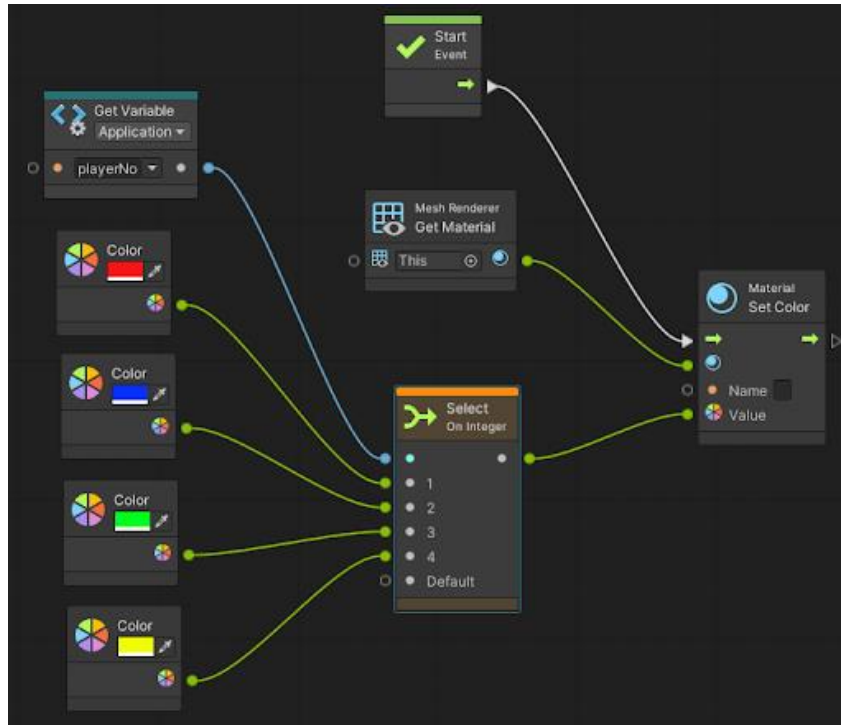 Start
Event
Get Variable
Application
playerNo
Mesh Renderer
Get Material
This
Color
Material
Set Color
Name
Value
Color
Select
On Integer
1
2
3
4
Default
Color
Color